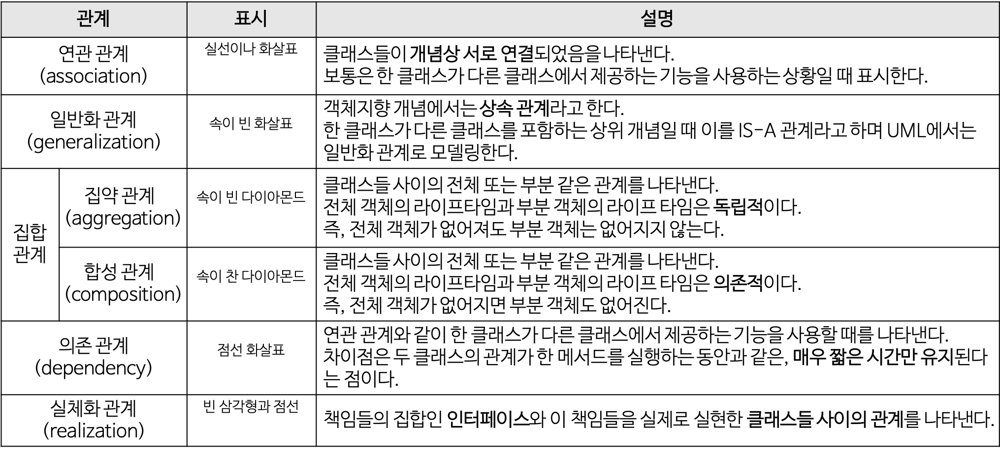 관계 표시 설명
연관 관계
(association)
실선이나 화살표
클래스들이 개념상 서로 연결되었음을 나타낸다.
보통은 한 클래스가 다른 클래스에서 제공하는 기능을 사용하는 상황일 때 표시한다.
일반화 관계
(generalization)
속이 빈 화살표
객체지향 개념에서는 상속 관계라고 한다.
한 클래스가 다른 클래스를 포함하는 상위 개념일 때 이를 IS-A 관계라고 하며 UML에서는
일반화 관계로 모델링한다.
집합
관계
집약 관계
(aggregation)
속이 빈 다이아몬드
클래스들 사이의 전체 또는 부분 같은 관계를 나타낸다.
전체 객체의 라이프타임과 부분 객체의 라이프 타임은 독립적이다.
즉, 전체 객체가 없어져도 부분 객체는 없어지지 않는다.
합성 관계
(composition)
속이 찬 다이아몬드
클래스들 사이의 전체 또는 부분 같은 관계를 나타낸다.
전체 객체의 라이프타임과 부분 객체의 라이프 타임은 의존적이다.
즉, 전체 객체가 없어지면 부분 객체도 없어진다.
의존 관계
(dependency)
점선 화살표
연관 관계와 같이 한 클래스가 다른 클래스에서 제공하는 기능을 사용할 때를 나타낸다.
차이점은 두 클래스의 관계가 한 메서드를 실행하는 동안과 같은, 매우 짧은 시간만 유지된다
는 점이다.
실체화 관계
(realization)
빈 삼각형과 점선
책임들의 집합인 인터페이스와 이 책임들을 실제로 실현한 클래스들 사이의 관계를 나타낸다.